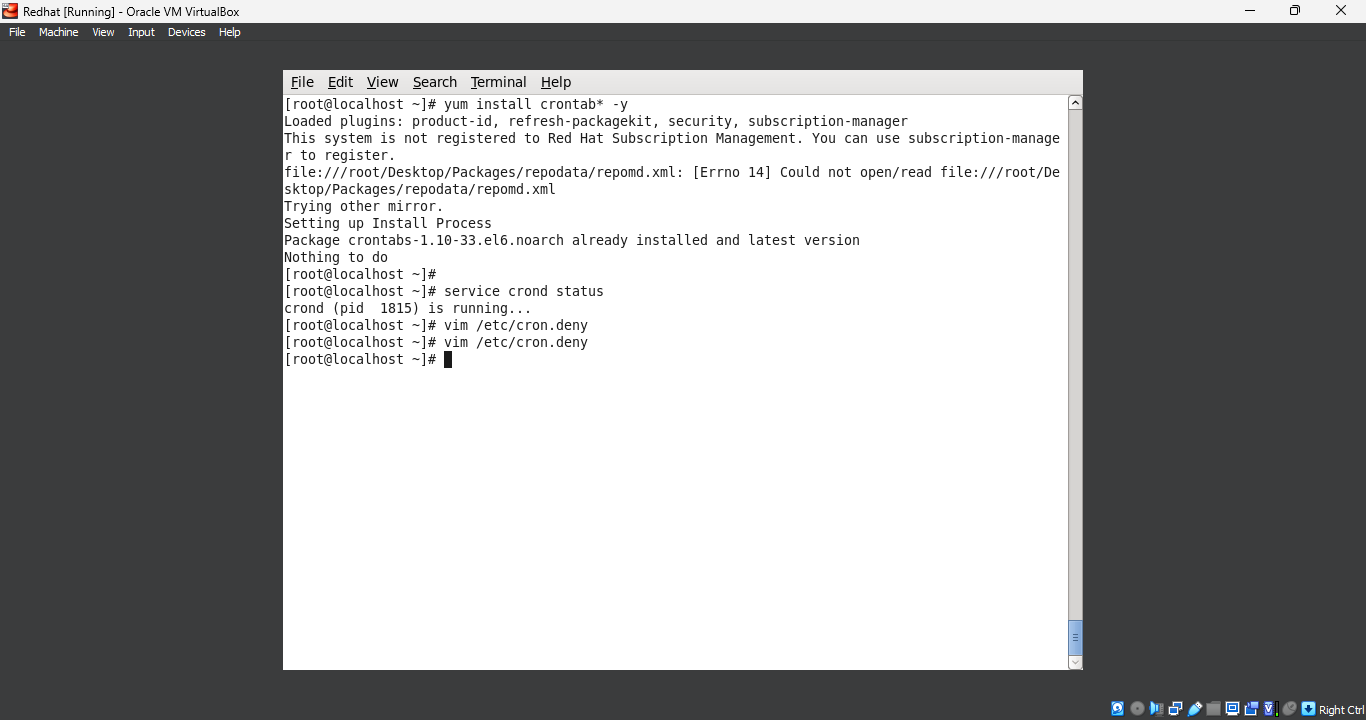 Redhat [Running] - Oracle VM VirtualBox
File Machine View Input Devices Help
File Edit View Search Terminal Help
[root@localhost ~]# yum install crontab* -y
Loaded plugins: product-id, refresh-packagekit, security, subscription-manager
This system is not registered to Red Hat Subscription Management. You can use subscription-manage
r to register.
file:///root/Desktop/Packages/repodata/repomd.xml: [Errno 14] Could not open/read file:///root/De
sktop/Packages/repodata/repomd.xml
Trying other mirror.
Setting up Install Process
Package crontabs-1.10-33.el6.noarch already installed and latest version
Nothing to do
[root@localhost ~]#
[root@localhost ~]# service crond status
crond (pid  1815) is running...
[root@localhost ~]# vim /etc/cron.deny
[root@localhost ~]# vim /etc/cron.deny
[root@localhost ~]#
Right Ctrl